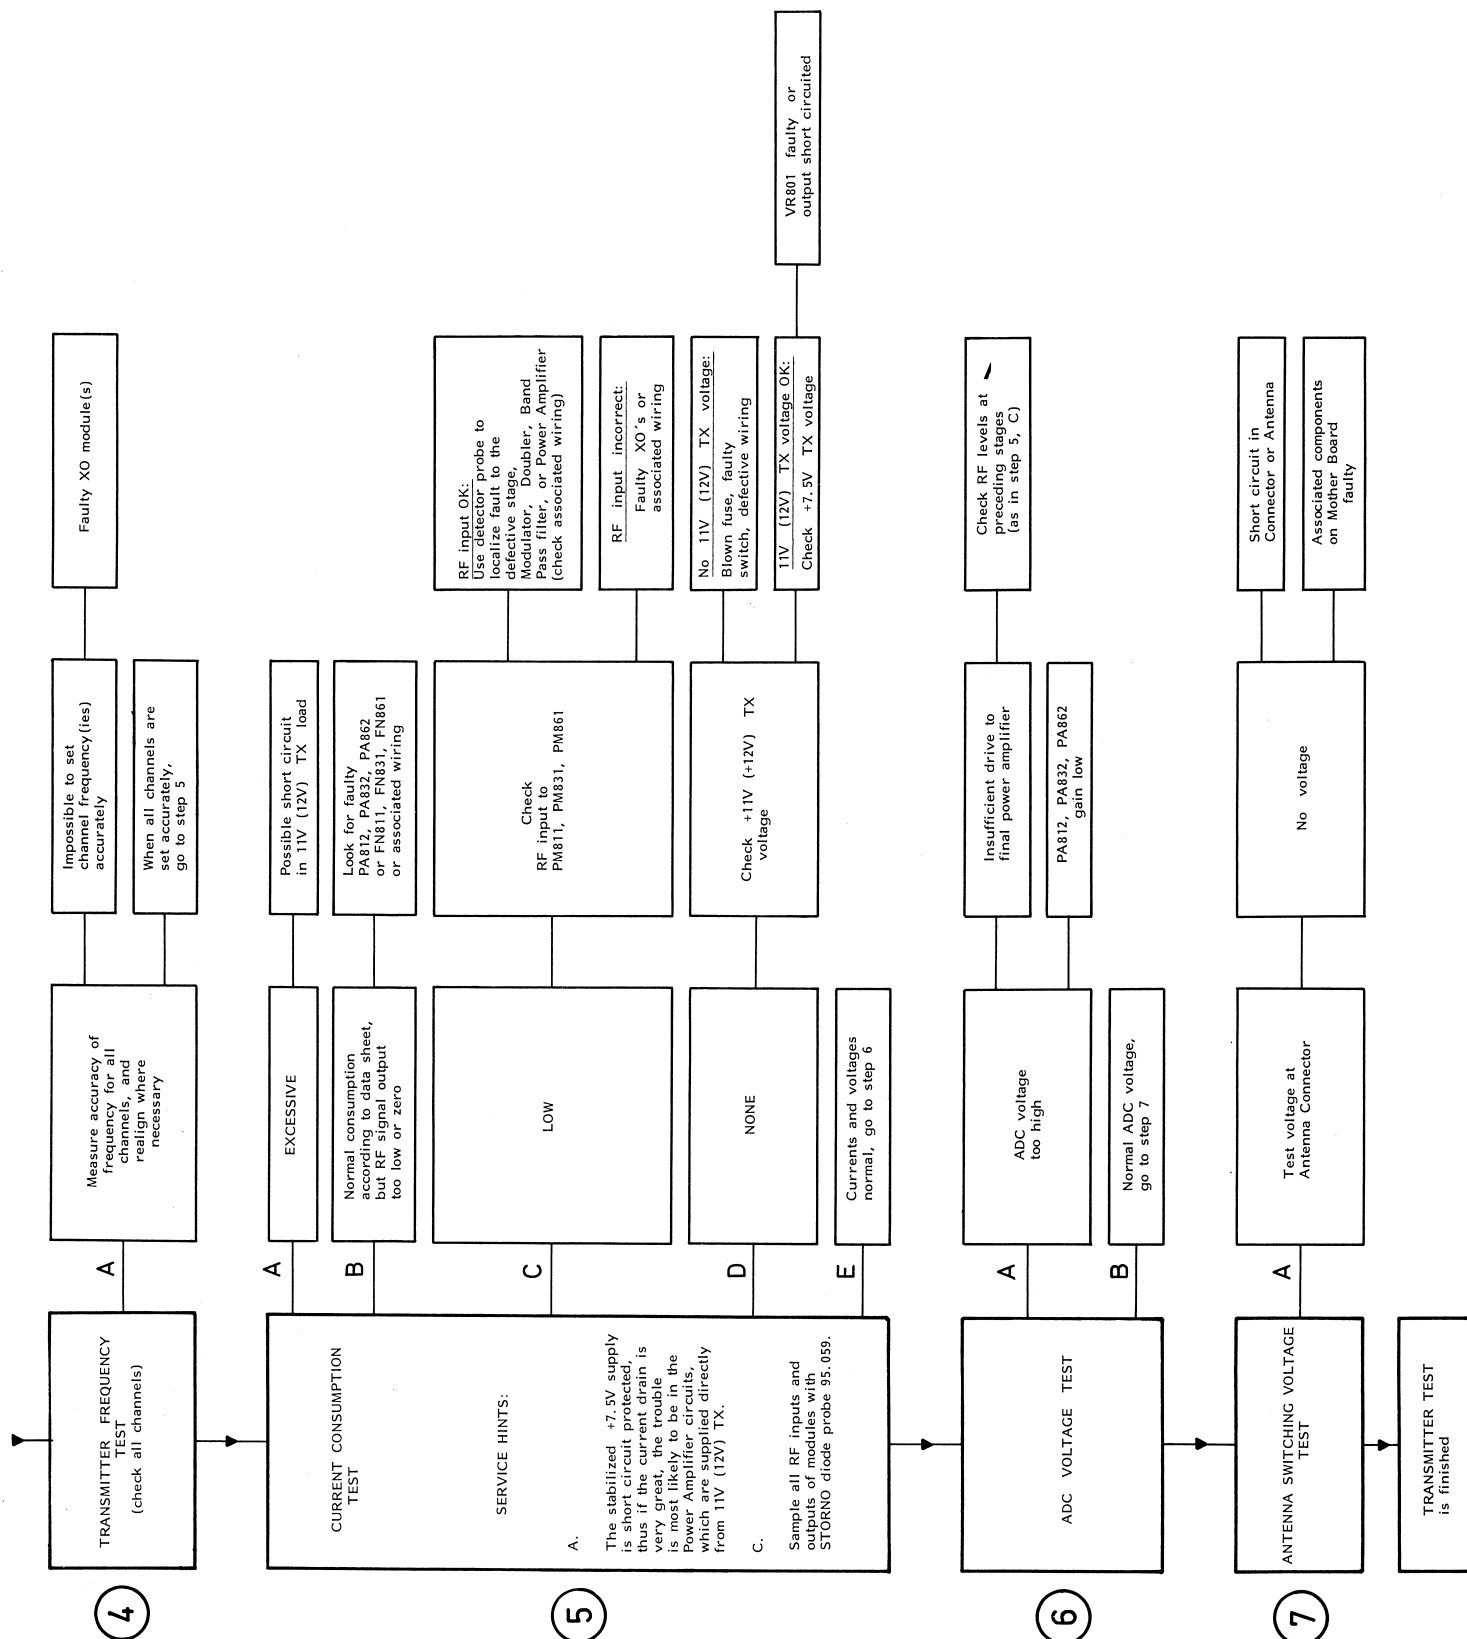 4
TRANSMITTER FREQUENCY
TEST
(check all channels)
A
Measure accuracy of
frequency for all
channels, and
realign where
necessary
Impossible to set
channel frequency(ies)
accurately
Faulty XO module(s)
When all channels are
set accurately,
go to step 5
5
CURRENT CONSUMPTION
TEST
SERVICE HINTS:
A.
The stabilized +7.5V supply
is short circuit protected,
thus if the current drain is
very great, the trouble
is most likely to be in the
Power Amplifier circuits,
which are supplied directly
from 11V (12V) TX.
C.
Sample all RF inputs and
outputs of modules with
STORNO diode probe 95.059.
A
EXCESSIVE
Possible short circuit
in 11V (12V) TX load
B
Normal consumption
according to data sheet,
but RF signal output
too low or zero
Look for faulty
PA812, PA832, PA862
or FN811, FN831, FN861
or associated wiring
C
LOW
Check
RF input to
PM811, PM831, PM861
RF input OK:
Use detector probe to
localize fault to the
defective stage,
Modulator, Doubler, Band
Pass filter, or Power Amplifier
(check associated wiring)
RF input incorrect:
Faulty XO's or
associated wiring
D
NONE
Check +11V (+12V) TX
voltage
No 11V (12V) TX voltage:
Blown fuse, faulty
switch, defective wiring
11V (12V) TX voltage OK:
Check +7.5V TX voltage
VR801 faulty or
output short circuited
E
Currents and voltages
normal, go to step 6
6
ADC VOLTAGE TEST
A
ADC voltage
too high
Insufficient drive to
final power amplifier
Check RF levels at
preceding stages
(as in step 5, C)
PA812, PA832, PA862
gain low
B
Normal ADC voltage,
go to step 7
7
ANTENNA SWITCHING VOLTAGE
TEST
A
Test voltage at
Antenna Connector
No voltage
Short circuit in
Connector or Antenna
Associated components
on Mother Board
faulty
TRANSMITTER TEST
is finished